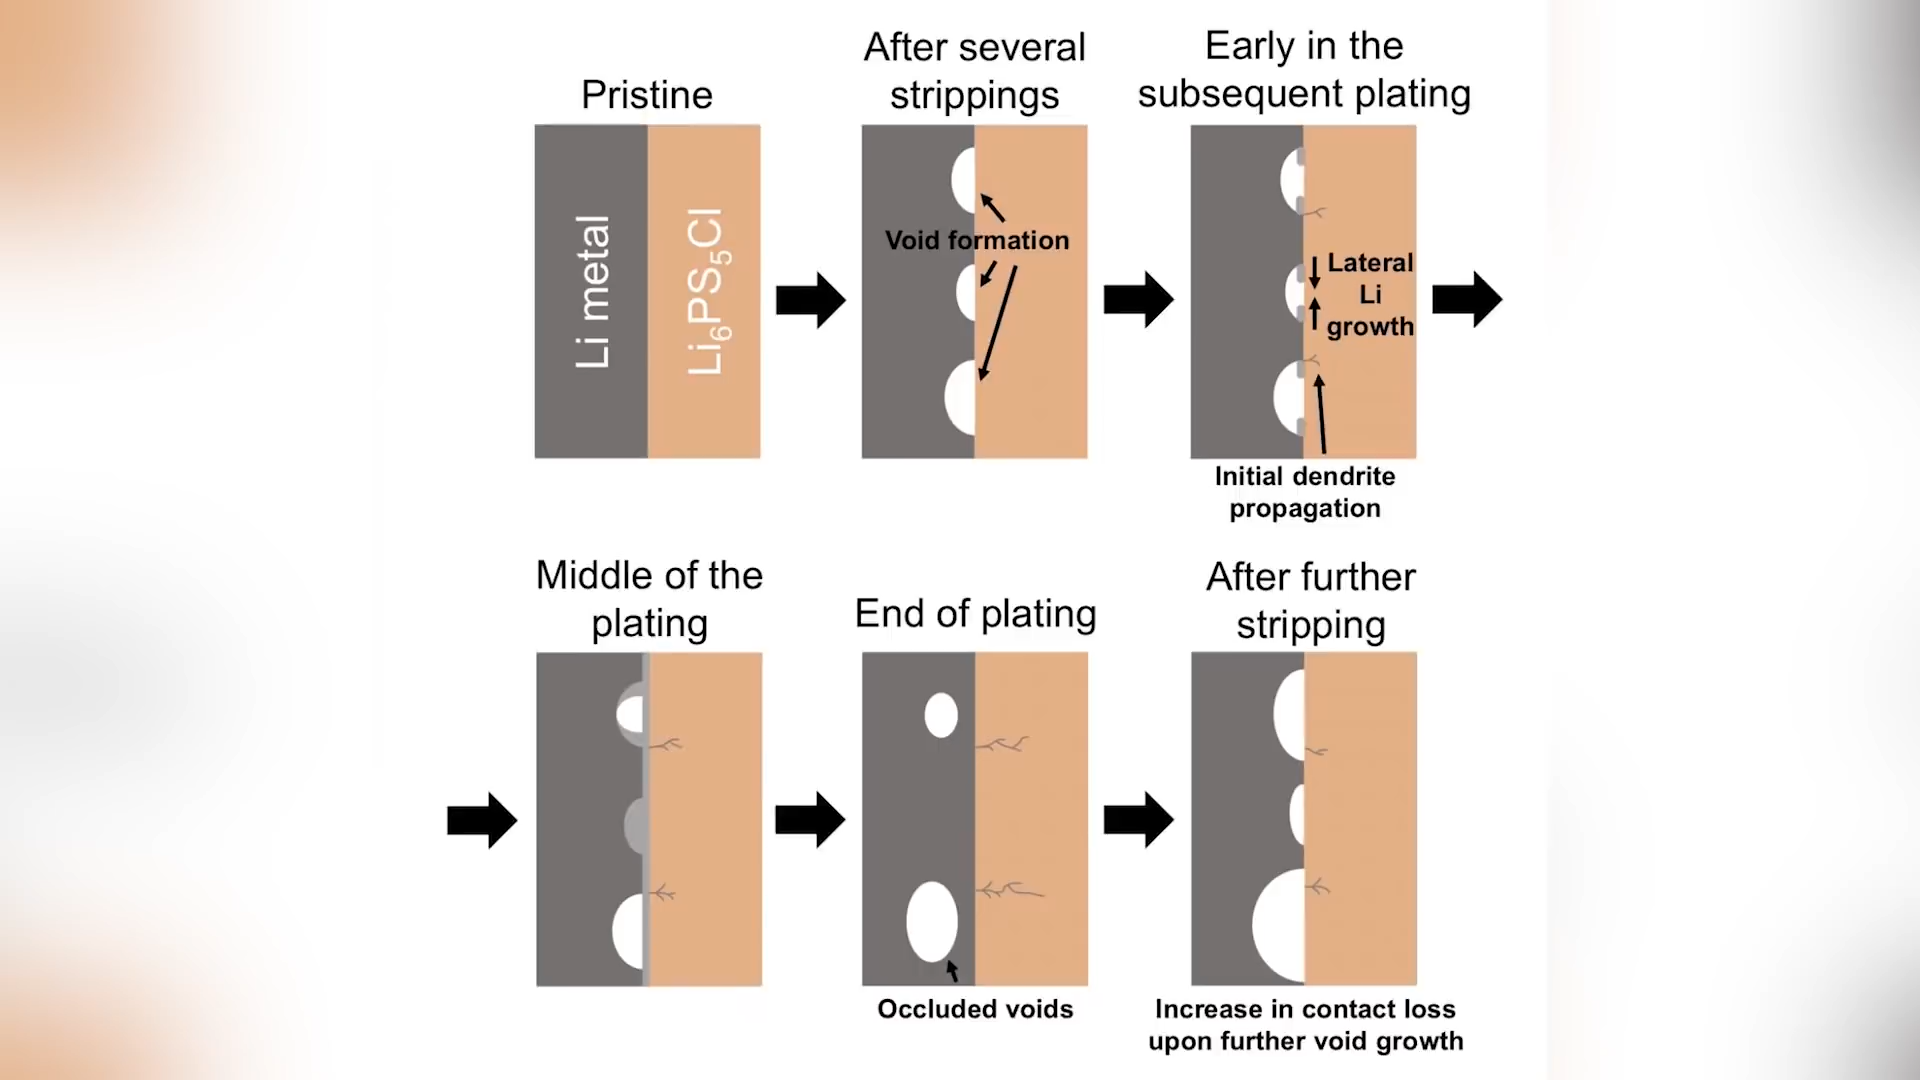 Pristine
After several
strippings
Early in the
subsequent plating
Li metal
Li₆PS₅Cl
Void formation
Lateral
Li
growth
Initial dendrite
propagation
Middle of the
plating
End of plating
After further
stripping
Occluded voids
Increase in contact loss
upon further void growth